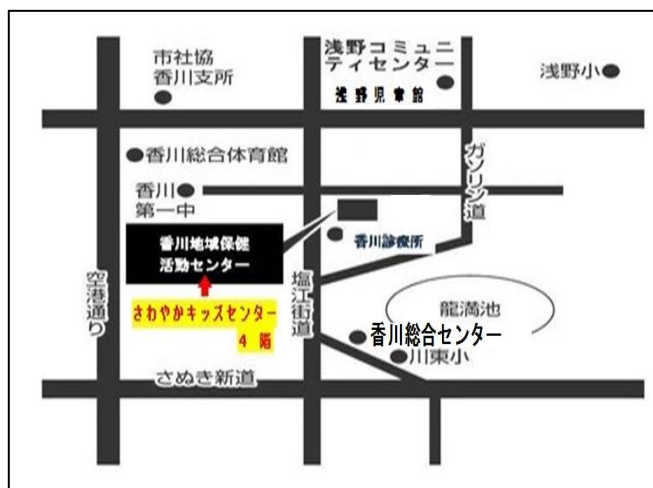 市社協
香川支所
浅野コミュニ
ティセンター
浅野児童館
浅野小
香川総合体育館
ガソリン道
香川
第一中
香川地域保健
活動センター
香川診療所
空港通り
塩江街道
さわやかキッズセンター
4 階
龍満池
香川総合センター
川東小
さぬき新道